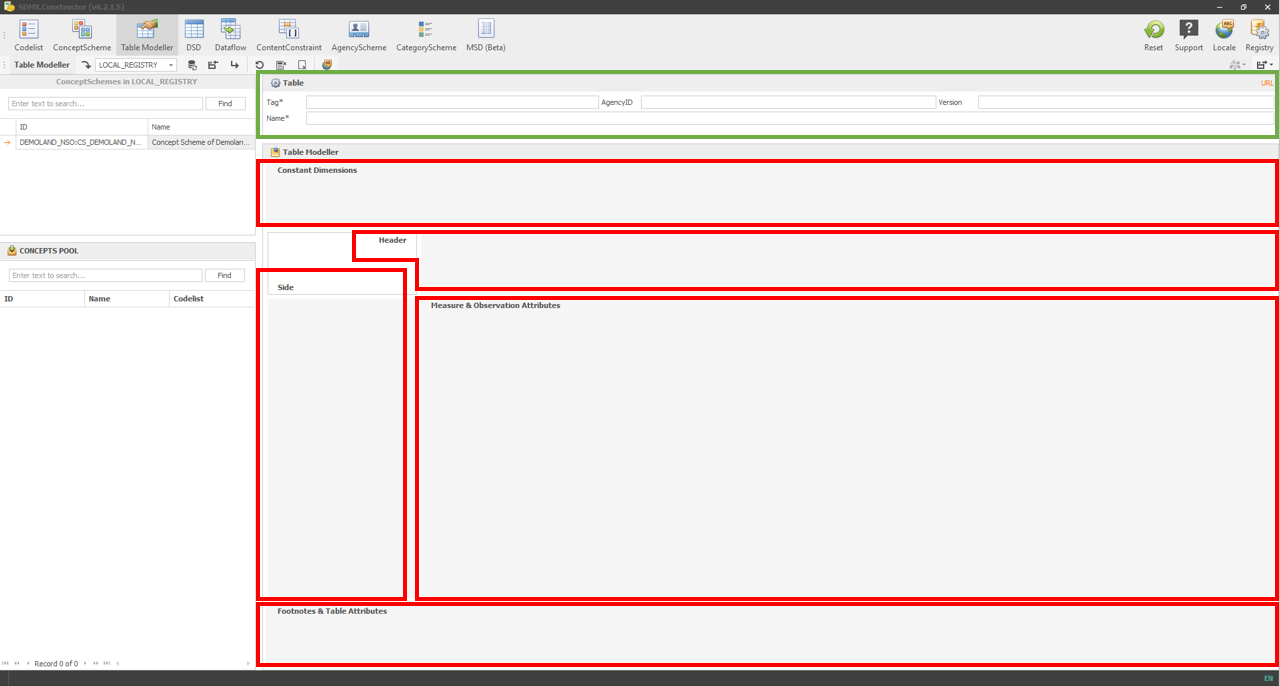 SDMX.Constructor (v6.2.1.5)
Codelist ConceptScheme Table Modeller DSD Dataflow ContentConstraint AgencyScheme CategoryScheme MSD (Beta) Reset Support Locale Registry
Table Modeller LOCAL_REGISTRY
ConceptSchemes in LOCAL_REGISTRY
Enter text to search... Find
ID Name
DEMOLAND_NSO:CS_DEMOLAND_N... Concept Scheme of Demolan...
CONCEPTS POOL
Enter text to search... Find
ID Name Codelist
Record 0 of 0
Table URL
Tag* AgencyID Version
Name*
Table Modeller
Constant Dimensions
Header
Side
Measure & Observation Attributes
Footnotes & Table Attributes
EN